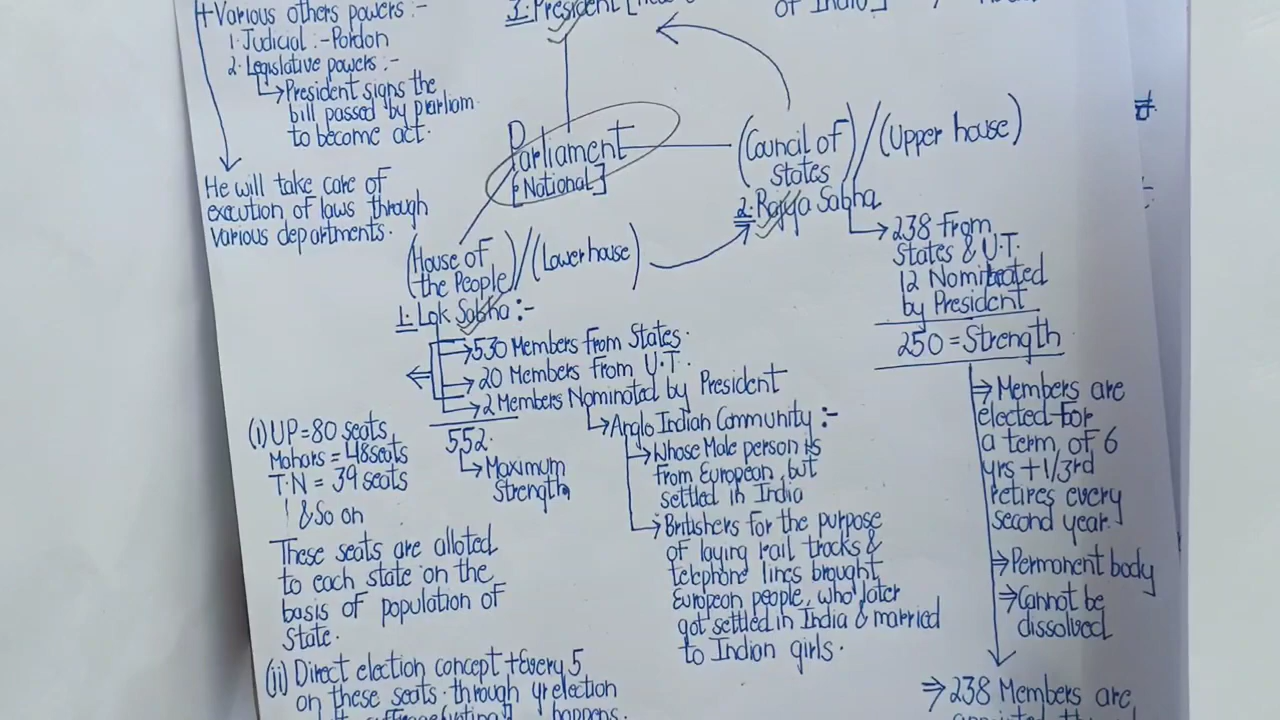 +Various others powers :-
1. Judicial :- Pardon
2. Legislative powers :-
President signs the
bill passed by
to become act.
He will take care of
execution of laws through
various departments.
3. President
of India]
Parliament
[National]
(Council of States) / (Upper house)
2. Rajya Sabha
238 from
States & U.T.
12 Nominated
by President
250 = Strength
⇒ Members are
elected for
a term of 6
yrs + 1/3rd
retires every
second year.
⇒ Permanent body
⇒ Cannot be
dissolved
⇒ 238 Members are
(House of the People) / (Lower house)
1. Lok Sabha :-
530 Members from States.
20 Members from U.T.
2 Members Nominated by President
552.
Maximum
Strength
Anglo Indian Community :-
Whose Male person is
from European, but
settled in India
Britishers for the purpose
of laying rail tracks &
telephone lines brought
European people, who later
got settled in India & married
to Indian girls.
(i) UP = 80 seats
Mahars = 48 seats
T.N = 39 seats
& So on
These seats are alloted
to each state on the
basis of population of
State.
(ii) Direct election concept + Every 5
on these seats through yr election
happens.